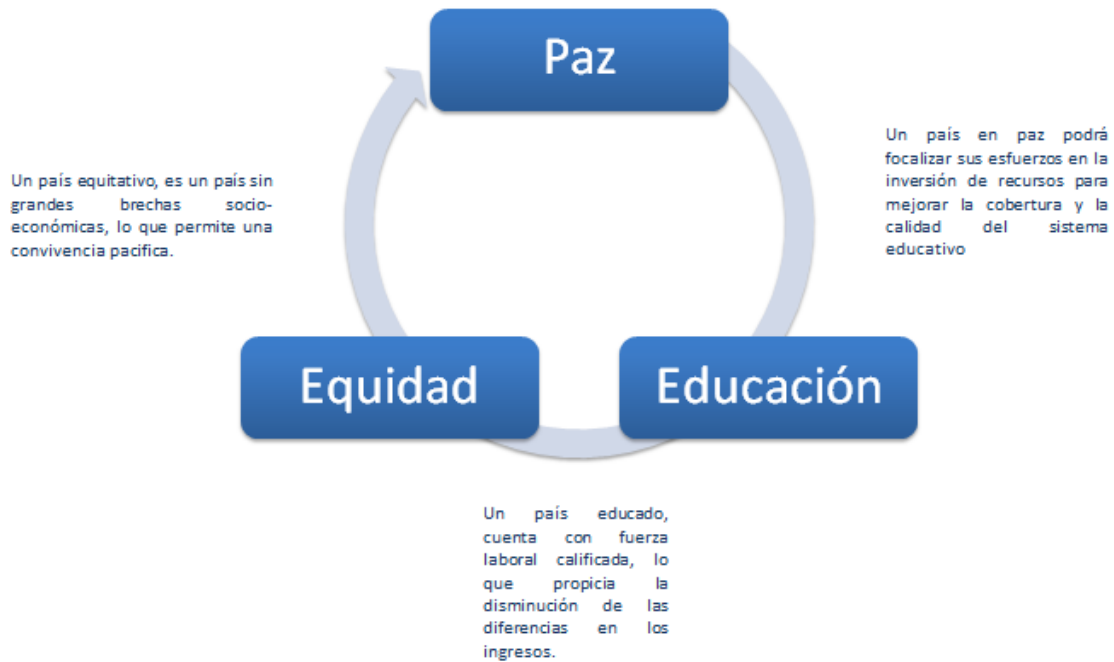 Paz
Un país en paz podrá
focalizar sus esfuerzos en la
inversión de recursos para
mejorar la cobertura y la
calidad del sistema
educativo
Un país equitativo, es un país sin
grandes brechas socio-
económicas, lo que permite una
convivencia pacifica.
Equidad
Educación
Un país educado,
cuenta con fuerza
laboral calificada, lo
que propicia la
disminución de las
diferencias en los
ingresos.